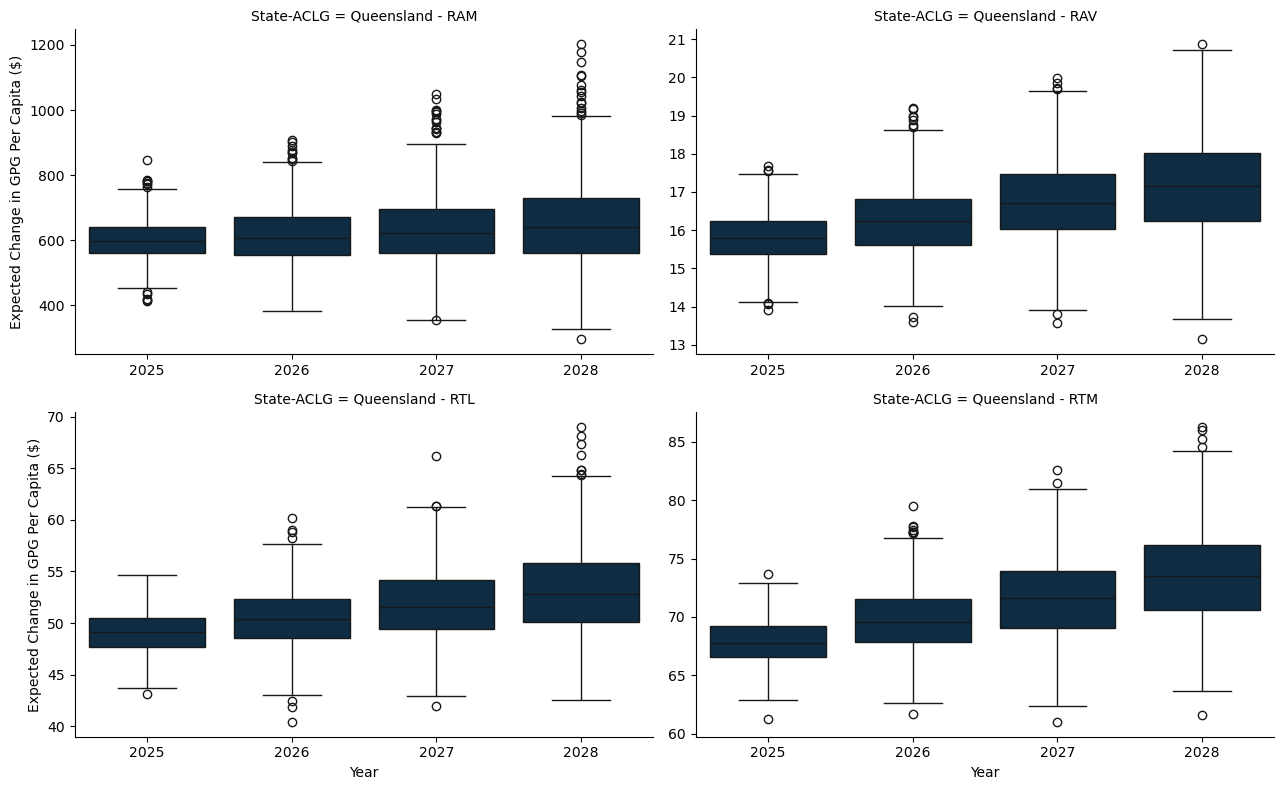 State-ACLG = Queensland - RAM
Expected Change in GPG Per Capita ($)
1200
1000
800
600
400
2025 2026 2027 2028
State-ACLG = Queensland - RAV
21
20
19
18
17
16
15
14
13
2025 2026 2027 2028
State-ACLG = Queensland - RTL
Expected Change in GPG Per Capita ($)
70
65
60
55
50
45
40
2025 2026 2027 2028
Year
State-ACLG = Queensland - RTM
85
80
75
70
65
60
2025 2026 2027 2028
Year